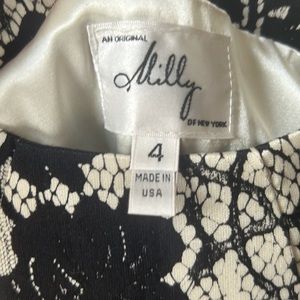 AN ORIGINAL
Milly
OF NEW YORK
4
MADE IN
USA